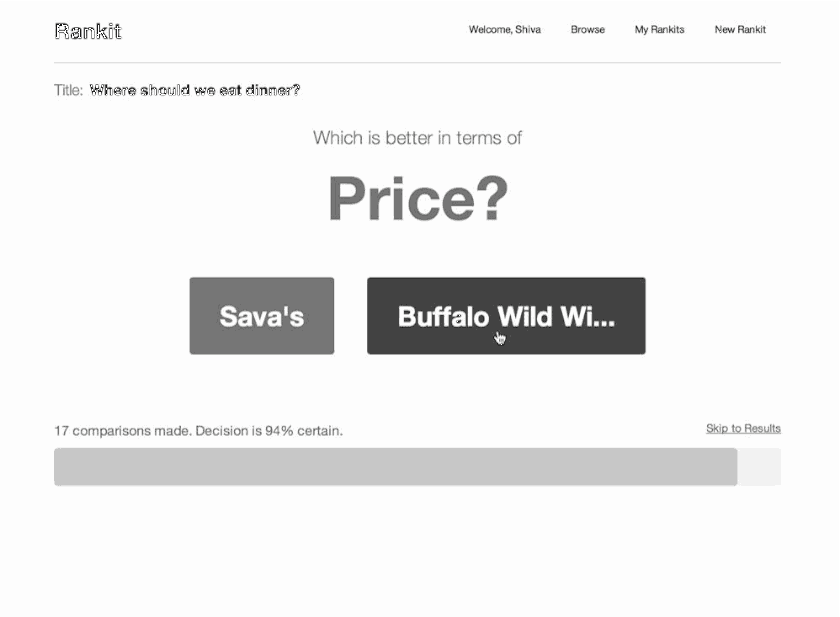 Rankit
Welcome, Shiva Browse My Rankits New Rankit
Title: Where should we eat dinner?
Which is better in terms of
Price?
Sava's
Buffalo Wild Wi...
17 comparisons made. Decision is 94% certain.
Skip to Results